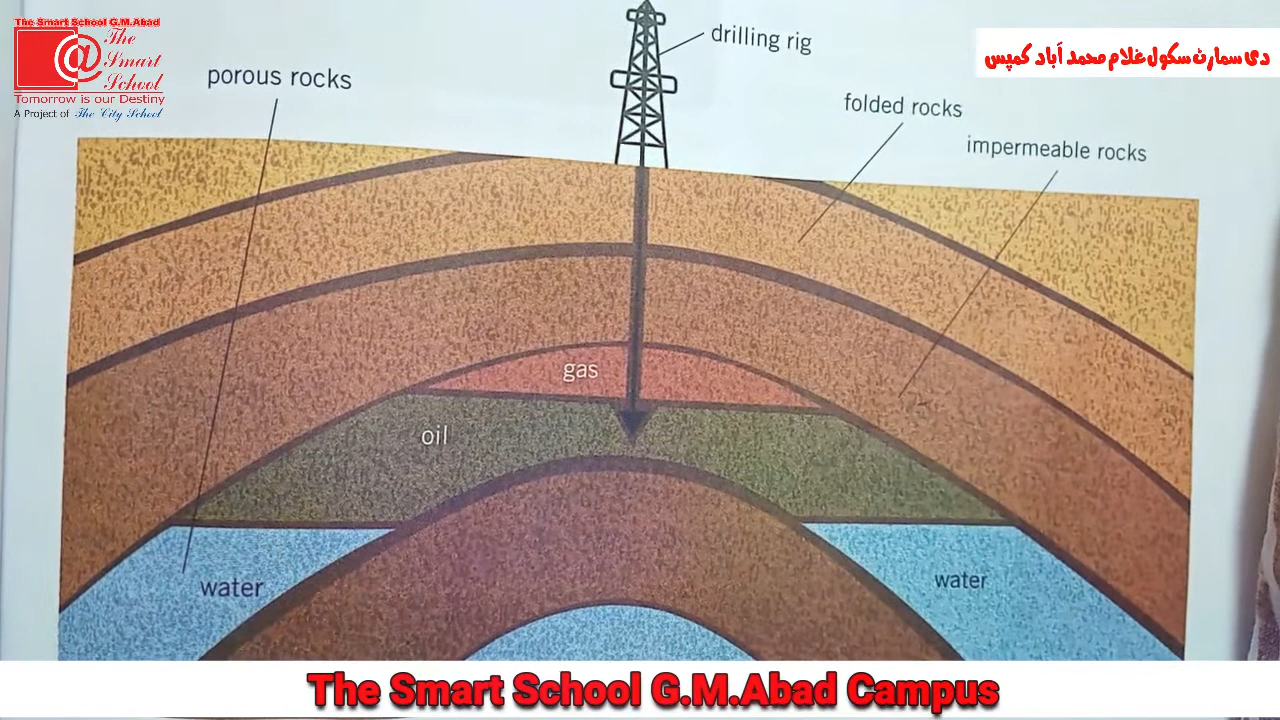 The Smart School G.M.Abad
The
Smart
School
Tomorrow is our Destiny
A Project of The City School
دی سمارٹ سکول غلام محمد آباد کمپس
drilling rig
porous rocks
folded rocks
impermeable rocks
gas
oil
water
water
The Smart School G.M.Abad Campus